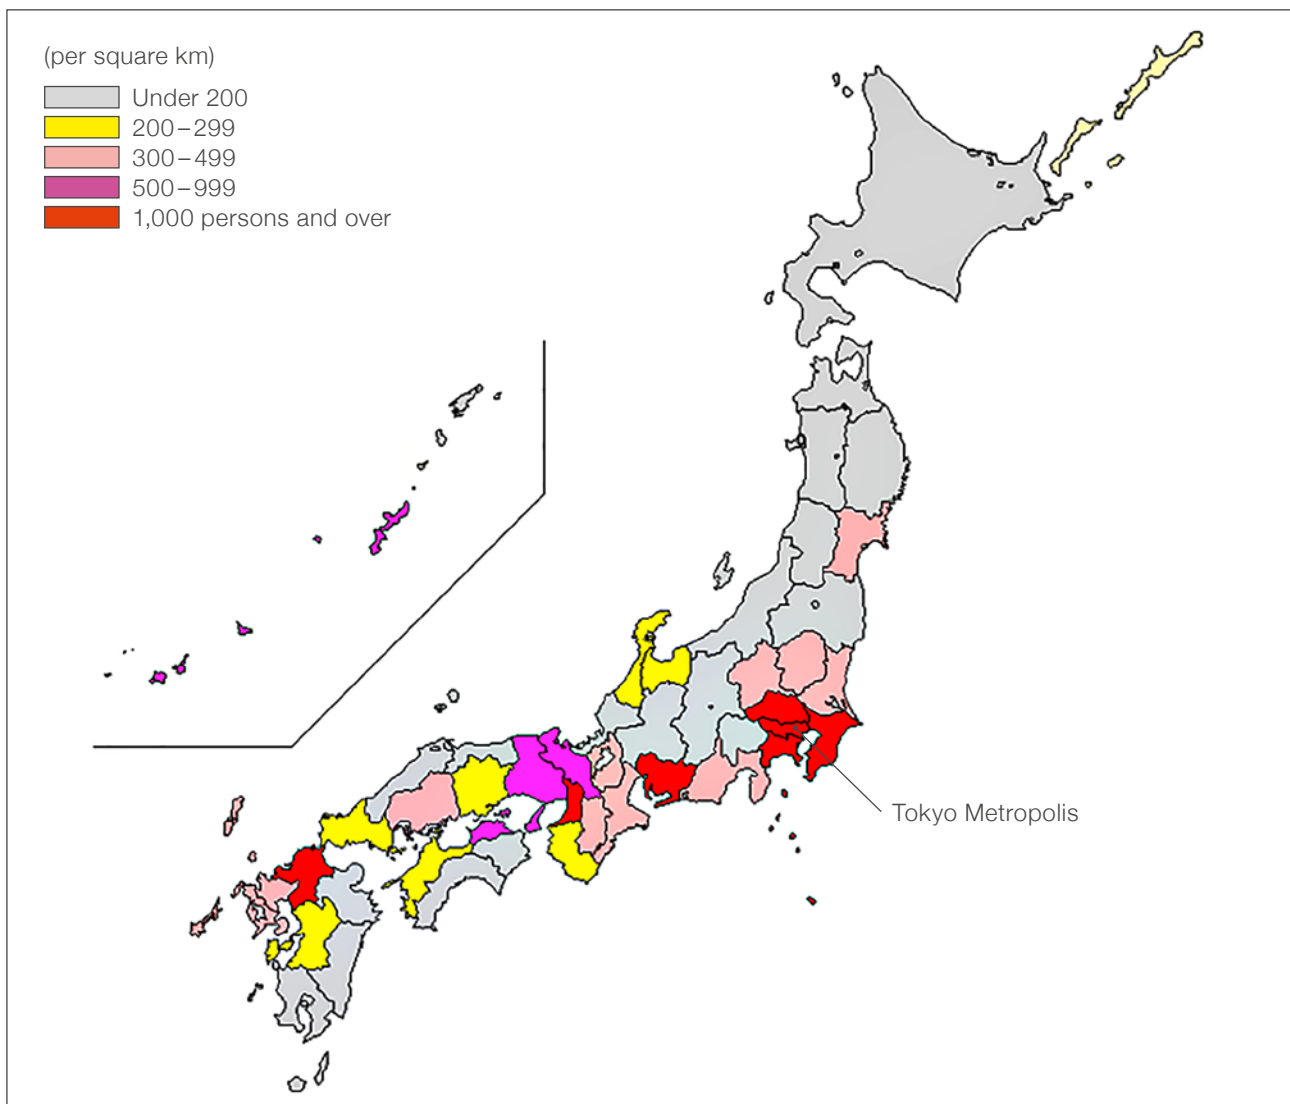 (per square km)
Under 200
200–299
300–499
500–999
1,000 persons and over
Tokyo Metropolis